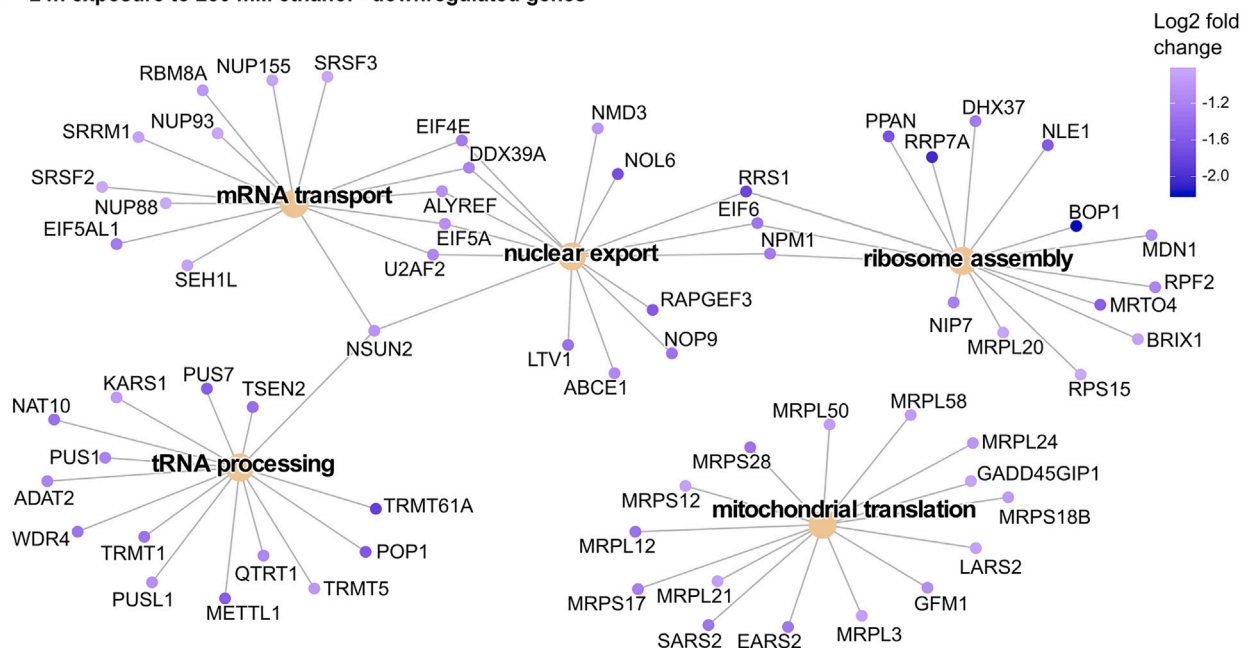 Log2 fold
change
-1.2
-1.6
-2.0
RBM8A
NUP155
SRSF3
SRRM1
NUP93
SRSF2
mRNA transport
NUP88
EIF5AL1
SEH1L
EIF4E
DDX39A
ALYREF
EIF5A
U2AF2
NSUN2
NMD3
NOL6
nuclear export
RAPGEF3
NOP9
LTV1
ABCE1
RRS1
EIF6
NPM1
PPAN
DHX37
RRP7A
NLE1
BOP1
MDN1
ribosome assembly
RPF2
MRTO4
NIP7
MRPL20
BRIX1
RPS15
KARS1
PUS7
TSEN2
NAT10
PUS1
tRNA processing
ADAT2
TRMT61A
WDR4
TRMT1
POP1
QTRT1
PUSL1
METTL1
TRMT5
MRPL50
MRPL58
MRPS28
MRPL24
GADD45GIP1
MRPS12
mitochondrial translation
MRPS18B
MRPL12
LARS2
MRPS17
MRPL21
GFM1
SARS2
EARS2
MRPL3